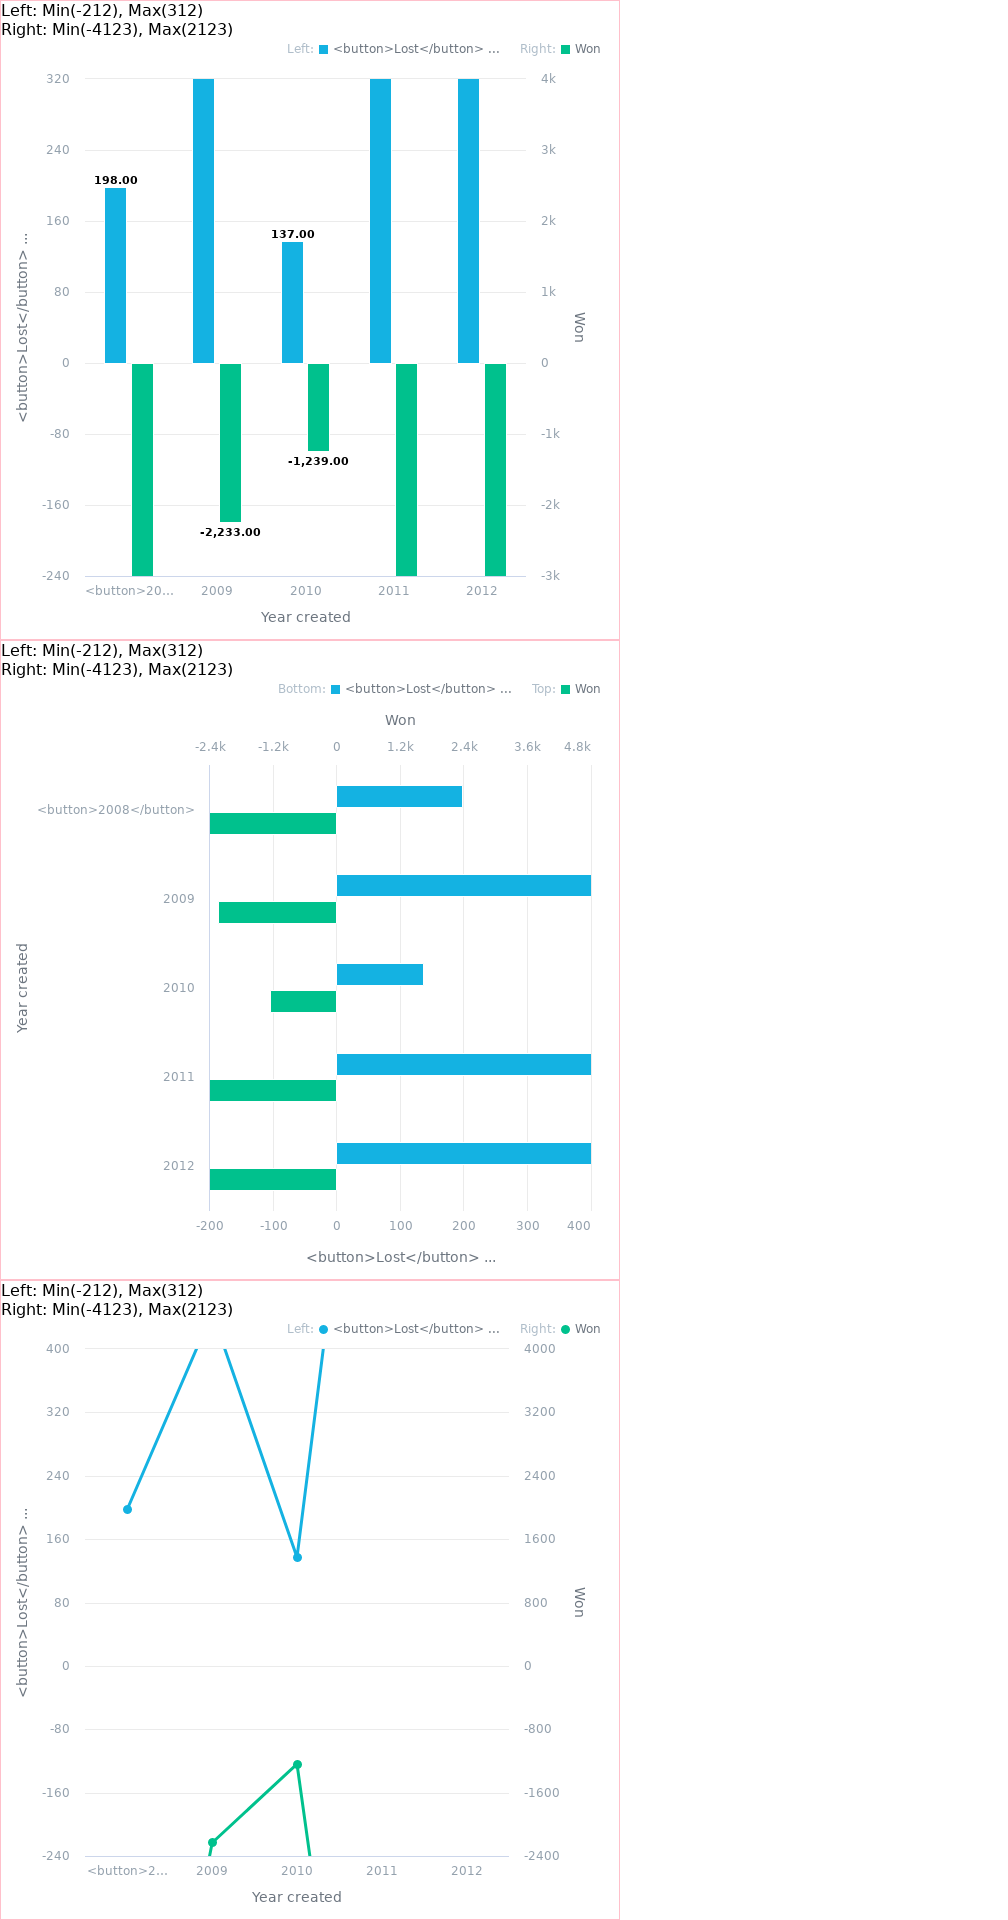 Left: Min(-212), Max(312)
Right: Min(-4123), Max(2123)
Left: <button>Lost</button> ... Right: Won
320 4k
240 3k
198.00
160 2k
137.00
80 1k
<button>Lost</button> ...
Won
0 0
-80 -1k
-1,239.00
-160 -2k
-2,233.00
-240 -3k
<button>20... 2009 2010 2011 2012
Year created
Left: Min(-212), Max(312)
Right: Min(-4123), Max(2123)
Bottom: <button>Lost</button> ... Top: Won
Won
-2.4k -1.2k 0 1.2k 2.4k 3.6k 4.8k
<button>2008</button>
2009
Year created
2010
2011
2012
-200 -100 0 100 200 300 400
<button>Lost</button> ...
Left: Min(-212), Max(312)
Right: Min(-4123), Max(2123)
Left: <button>Lost</button> ... Right: Won
400 4000
320 3200
240 2400
160 1600
80 800
<button>Lost</button> ...
Won
0 0
-80 -800
-160 -1600
-240 -2400
<button>2... 2009 2010 2011 2012
Year created